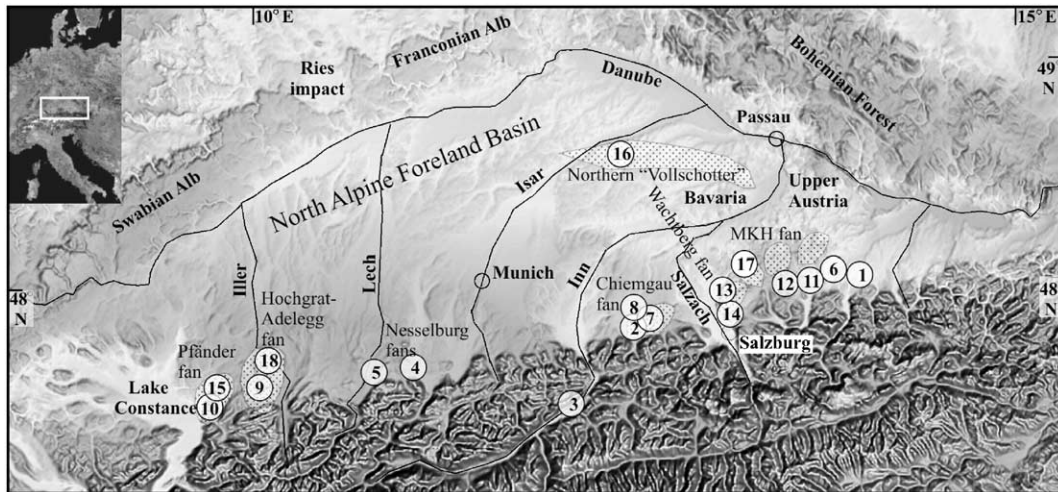 10°E
15°E
Franconian Alb
Ries
impact
Bohemian Forest
49
N
Danube
Passau
North Alpine Foreland Basin
16
Isar
Northern "Vollschotter"
Bavaria
Upper
Austria
Swabian Alb
Wachtberg fan
MKH fan
Munich
Inn
Iller
Lech
Chiemgau
fan
Salzach
17
6
1
12
11
13
14
8
7
2
48
N
48
N
Hochgrat-
Adelegg
fan
Nesselburg
fans
Salzburg
Pfänder
fan
18
5
4
Lake
Constance
15
9
10
3